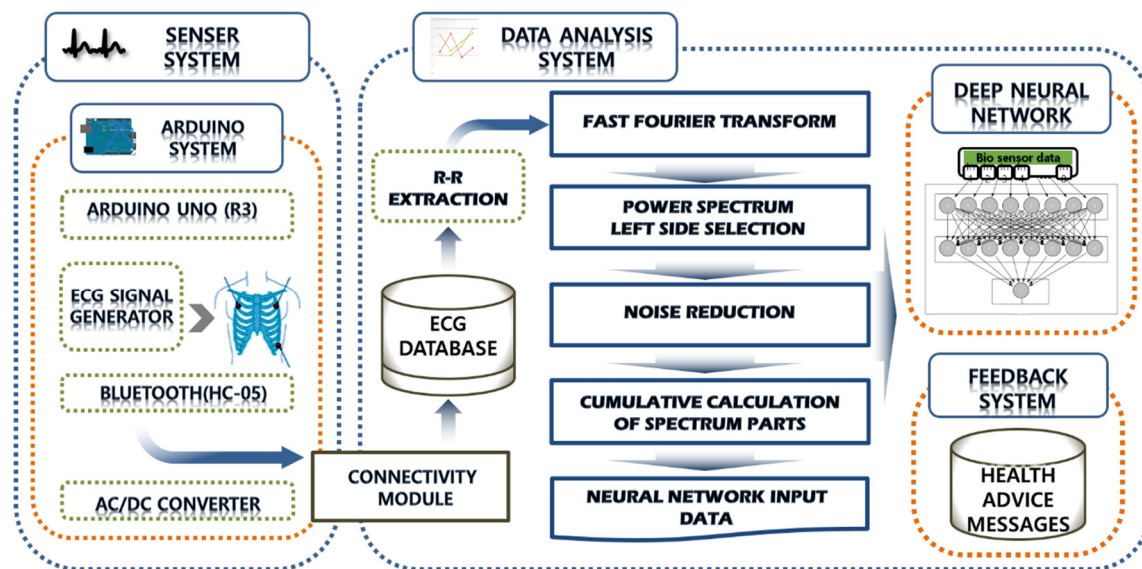 SENSER
SYSTEM
ARDUINO
SYSTEM
ARDUINO UNO (R3)
ECG SIGNAL
GENERATOR
BLUETOOTH(HC-05)
AC/DC CONVERTER
CONNECTIVITY
MODULE
DATA ANALYSIS
SYSTEM
R-R
EXTRACTION
ECG
DATABASE
FAST FOURIER TRANSFORM
POWER SPECTRUM
LEFT SIDE SELECTION
NOISE REDUCTION
CUMULATIVE CALCULATION
OF SPECTRUM PARTS
NEURAL NETWORK INPUT
DATA
DEEP NEURAL
NETWORK
Bio sensor data
FEEDBACK
SYSTEM
HEALTH
ADVICE
MESSAGES